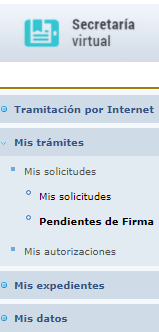 Secretaría
virtual
Tramitación por Internet
Mis trámites
Mis solicitudes
Mis solicitudes
Pendientes de Firma
Mis autorizaciones
Mis expedientes
Mis datos